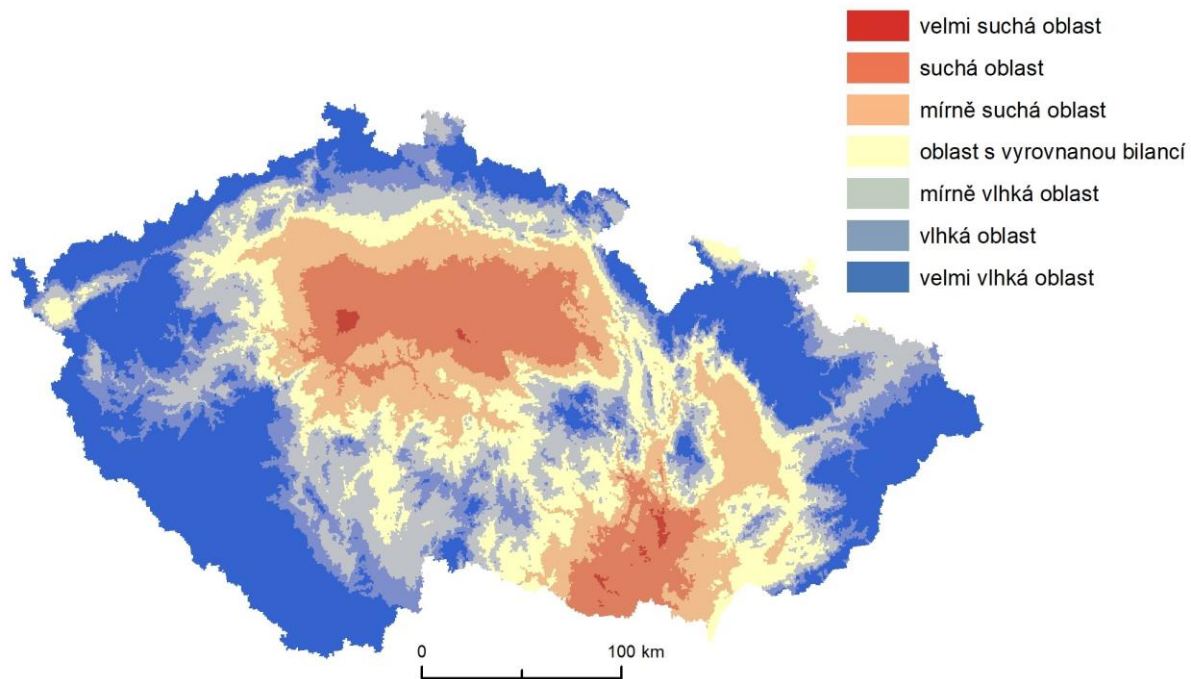 velmi suchá oblast
suchá oblast
mírně suchá oblast
oblast s vyrovnanou bilancí
mírně vlhká oblast
vlhká oblast
velmi vlhká oblast
0 100 km